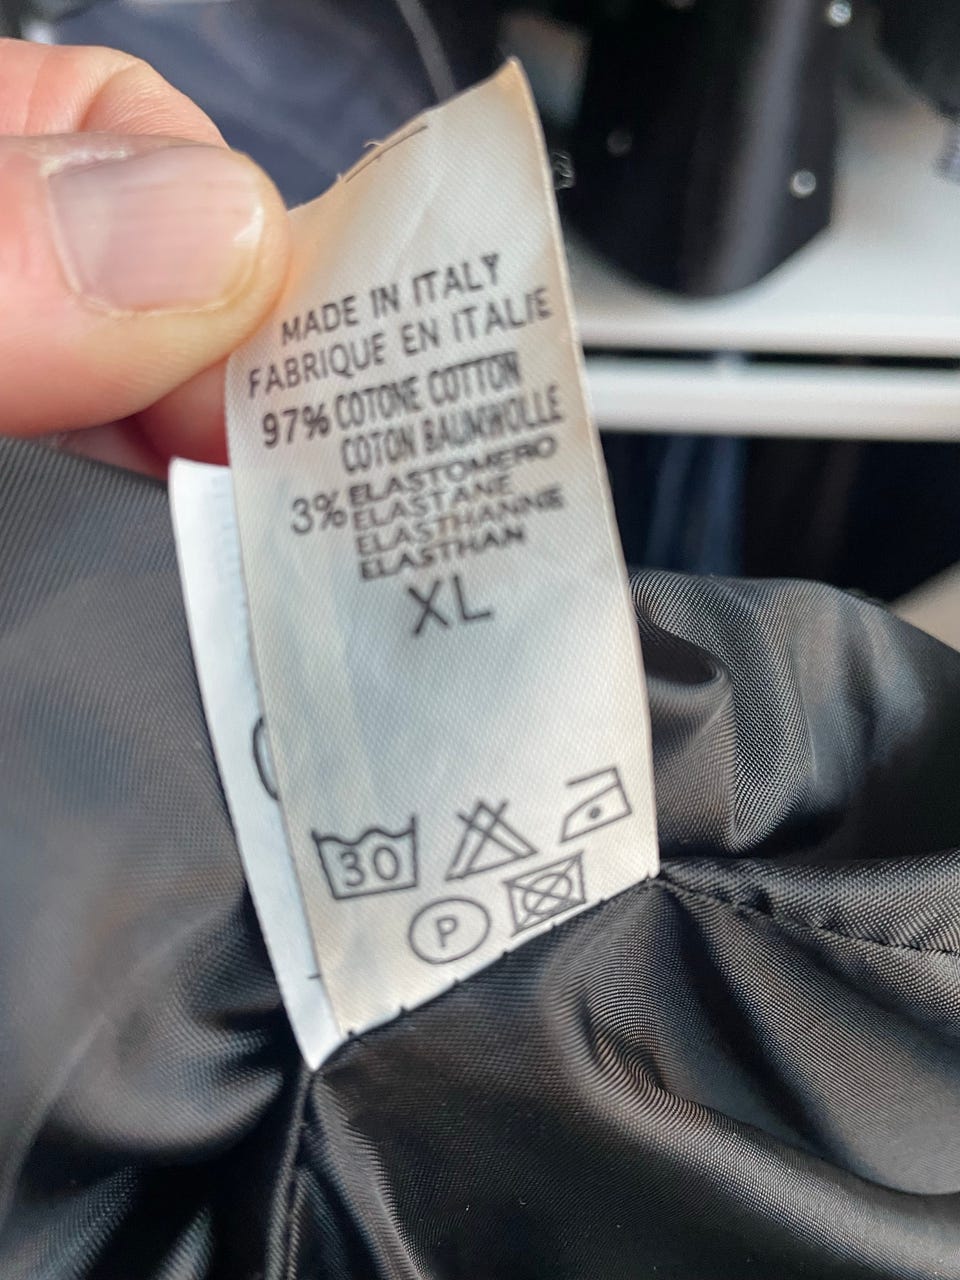 MADE IN ITALY
FABRIQUE EN ITALIE
97% COTONE COTTON
COTON BAUMWOLLE
3% ELASTOMERO
ELASTANE
ELASTHANNE
ELASTHAN
XL
30
P